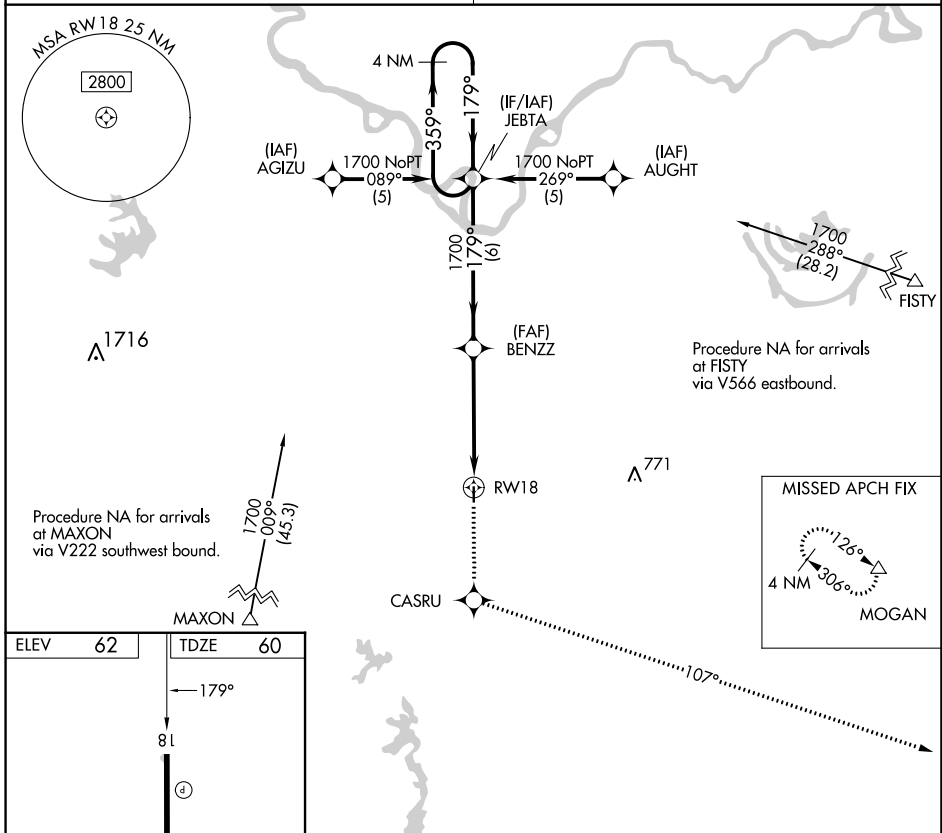 MSA RW18 25 NM
2800
4 NM
359°
179°
(IF/IAF)
JEBTA
(IAF)
AGIZU
1700 NoPT
089°
(5)
1700 NoPT
269°
(5)
(IAF)
AUGHT
1700
179°
(6)
1700
288°
(28.2)
FISTY
1716
(FAF)
BENZZ
Procedure NA for arrivals
at FISTY
via V566 eastbound.
771
RW18
Procedure NA for arrivals
at MAXON
via V222 southwest bound.
1700
009°
(45.3)
MAXON
MISSED APCH FIX
126°
4 NM
306°
MOGAN
CASRU
107°
ELEV 62
TDZE 60
179°
18
P